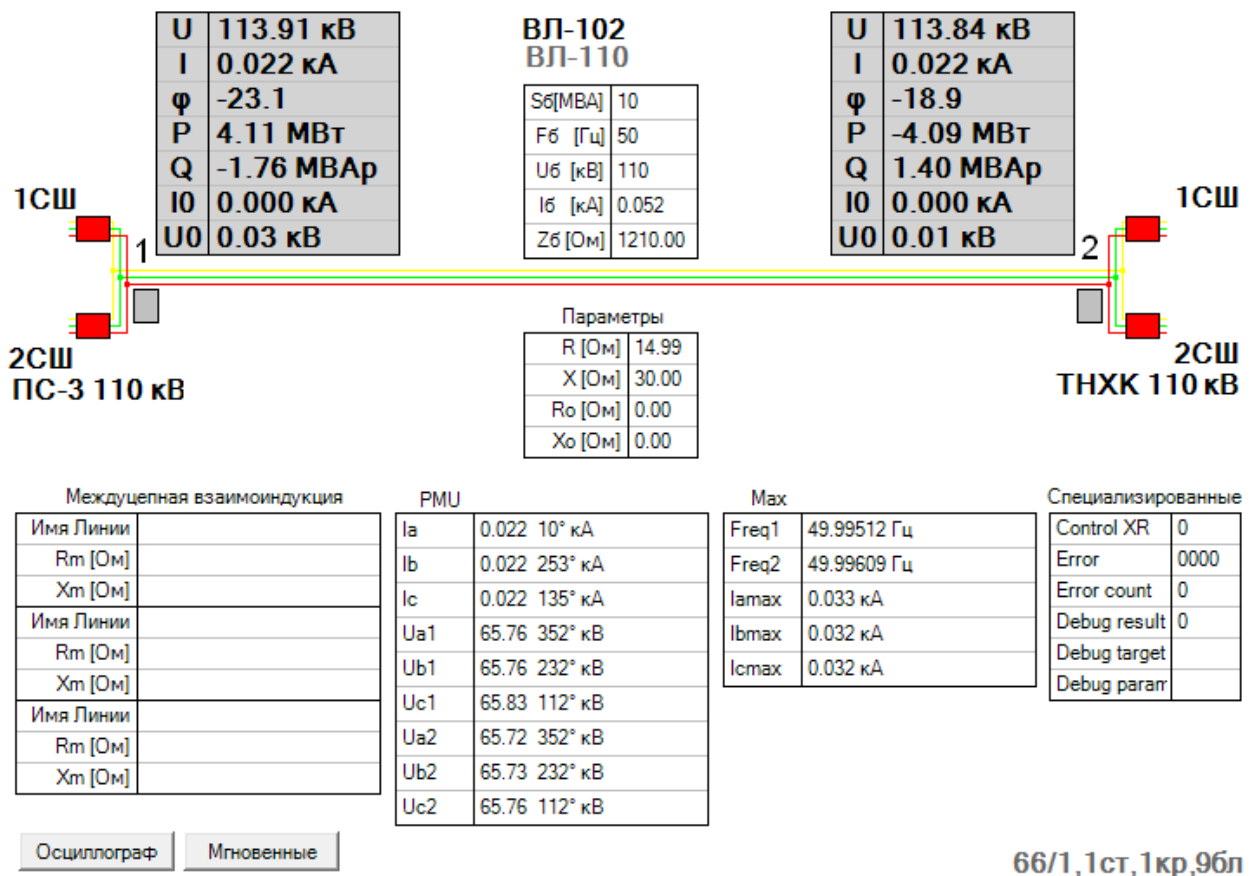 U 113.91 кВ
I 0.022 кА
φ -23.1
P 4.11 МВт
Q -1.76 МВАр
I0 0.000 кА
U0 0.03 кВ
ВЛ-102
ВЛ-110
Sб[МВА] 10
Fб [Гц] 50
Uб [кВ] 110
Iб [кА] 0.052
Zб [Ом] 1210.00
U 113.84 кВ
I 0.022 кА
φ -18.9
P -4.09 МВт
Q 1.40 МВАр
I0 0.000 кА
U0 0.01 кВ
1СШ
1
2СШ
ПС-3 110 кВ
1СШ
2
2СШ
ТНХК 110 кВ
Параметры
R [Ом] 14.99
X [Ом] 30.00
Ro [Ом] 0.00
Xo [Ом] 0.00
Междуцепная взаимоиндукция
Имя Линии
Rm [Ом]
Xm [Ом]
Имя Линии
Rm [Ом]
Xm [Ом]
Имя Линии
Rm [Ом]
Xm [Ом]
PMU
Ia 0.022 10° кА
Ib 0.022 253° кА
Ic 0.022 135° кА
Ua1 65.76 352° кВ
Ub1 65.76 232° кВ
Uc1 65.83 112° кВ
Ua2 65.72 352° кВ
Ub2 65.73 232° кВ
Uc2 65.76 112° кВ
Max
Freq1 49.99512 Гц
Freq2 49.99609 Гц
Iamax 0.033 кА
Ibmax 0.032 кА
Icmax 0.032 кА
Специализированные
Control XR 0
Error 0000
Error count 0
Debug result 0
Debug target
Debug param
Осциллограф
Мгновенные
66/1,1ст,1кр,9бл